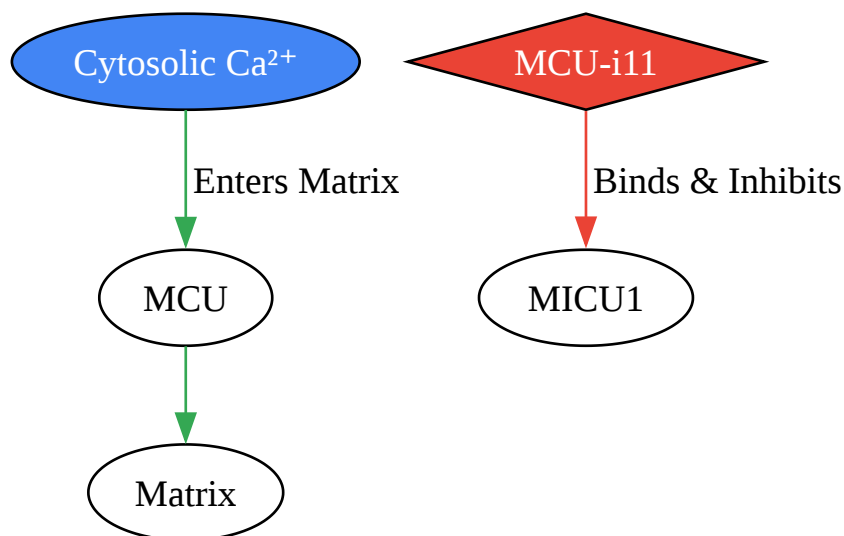 Cytosolic Ca²⁺
MCU-i11
Enters Matrix
Binds & Inhibits
MCU
MICU1
Matrix